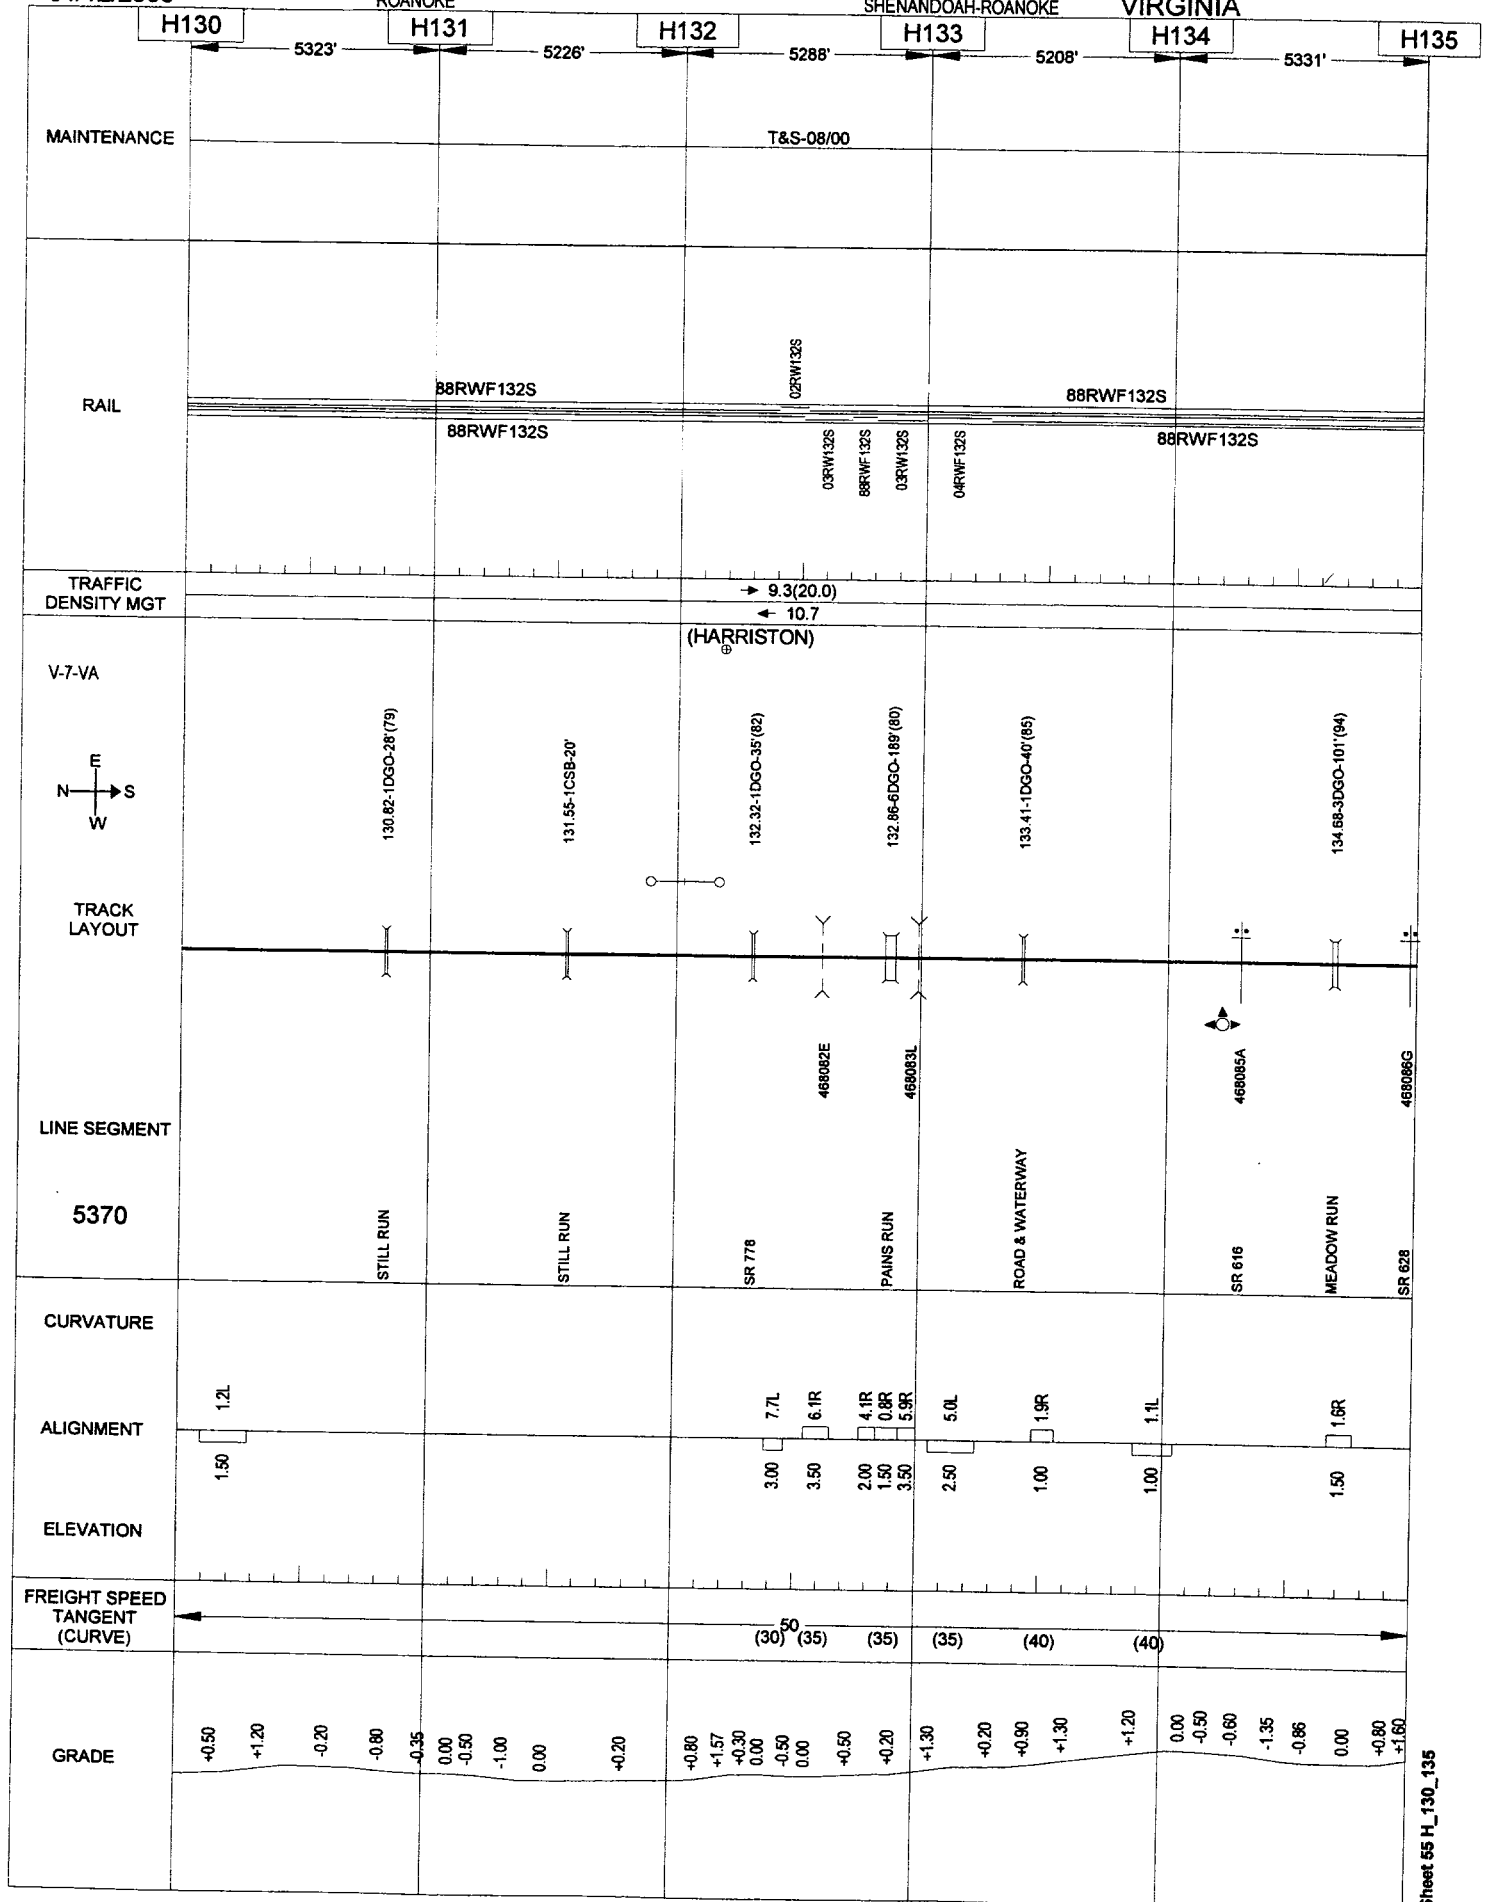 ROANOKE
SHENANDOAH-ROANOKE
VIRGINIA
H130
H131
H132
H133
H134
H135
5323'
5226'
5288'
5208'
5331'
MAINTENANCE
T&S-08/00
RAIL
88RWF132S
02RW132S
88RWF132S
88RWF132S
03RW132S
88RWF132S
03RW132S
04RWF132S
88RWF132S
TRAFFIC
DENSITY MGT
9.3(20.0)
10.7
(HARRISTON)
V-7-VA
E
N
S
W
130.82-1DGO-28'(79)
131.55-1CSB-20'
132.32-1DGO-35'(82)
132.86-6DGO-189'(80)
133.41-1DGO-40'(85)
134.68-3DGO-101'(94)
TRACK
LAYOUT
468082E
468083L
468085A
468086G
LINE SEGMENT
5370
STILL RUN
STILL RUN
SR 778
PAINS RUN
ROAD & WATERWAY
SR 616
MEADOW RUN
SR 628
CURVATURE
1.2L
7.7L
6.1R
4.1R
0.8R
5.9R
5.0L
1.9R
1.1L
1.6R
ALIGNMENT
1.50
3.00
3.50
2.00
1.50
3.50
2.50
1.00
1.00
1.50
ELEVATION
FREIGHT SPEED
TANGENT
(CURVE)
50
(30)
(35)
(35)
(35)
(40)
(40)
GRADE
+0.50
+1.20
-0.20
-0.80
-0.35
0.00
-0.50
-1.00
0.00
+0.20
+0.80
+1.57
+0.30
0.00
-0.50
0.00
+0.50
+0.20
+1.30
+0.20
+0.90
+1.30
+1.20
0.00
-0.50
-0.60
-1.35
-0.86
0.00
+0.80
+1.60
Sheet 55 H_130_135